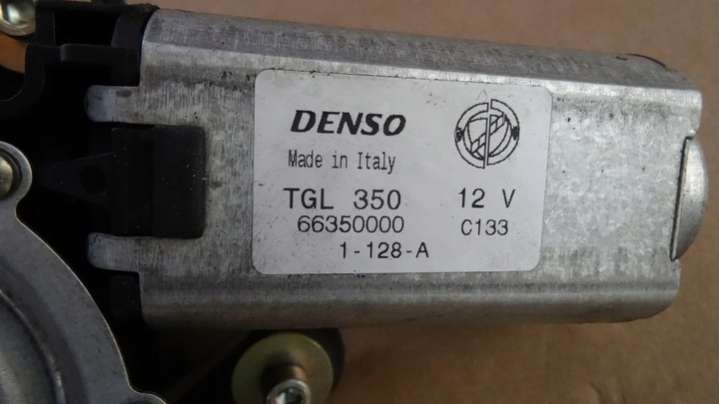 DENSO
Made in Italy
TGL 350 12 V
66350000 C133
1-128-A